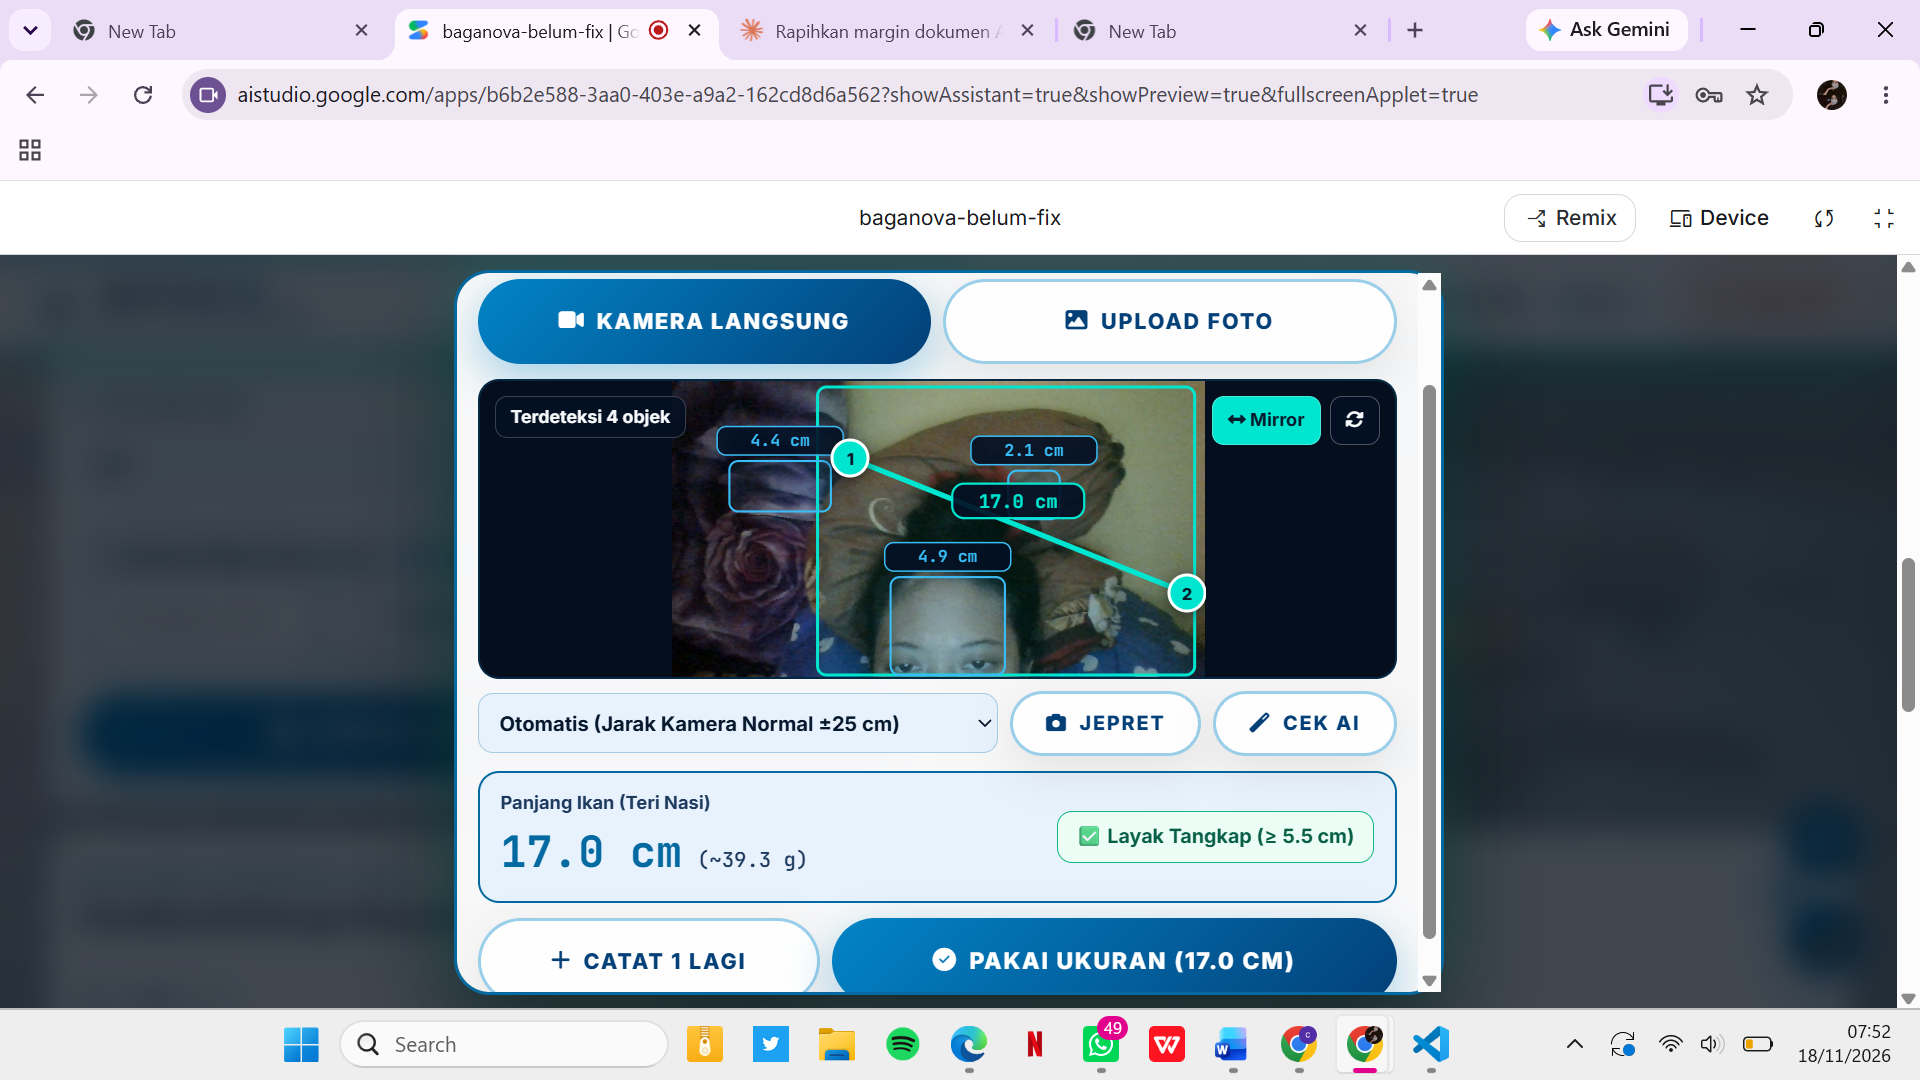 New Tab
baganova-belum-fix | Go
Rapihkan margin dokumen A
New Tab
Ask Gemini
aistudio.google.com/apps/b6b2e588-3aa0-403e-a9a2-162cd8d6a562?showAssistant=true&showPreview=true&fullscreenApplet=true
baganova-belum-fix
Remix
Device
KAMERA LANGSUNG
UPLOAD FOTO
Terdeteksi 4 objek
Mirror
4.4 cm
1
2.1 cm
17.0 cm
4.9 cm
2
Otomatis (Jarak Kamera Normal ±25 cm)
JEPRET
CEK AI
Panjang Ikan (Teri Nasi)
17.0 cm (~39.3 g)
Layak Tangkap (≥ 5.5 cm)
CATAT 1 LAGI
PAKAI UKURAN (17.0 CM)
Search
49
07:52
18/11/2026